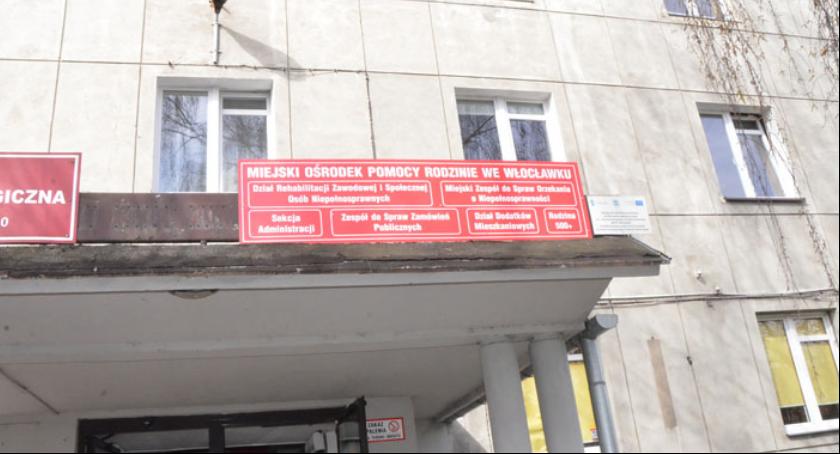 GICZNA
0
MIEJSKI OŚRODEK POMOCY RODZINIE WE WŁOCŁAWKU
Dział Rehabilitacji Zawodowej i Społecznej
Osób Niepełnosprawnych
Miejski Zespół do Spraw Orzekania
o Niepełnosprawności
Sekcja
Administracji
Zespół do Spraw Zamówień
Publicznych
Dział Dodatków
Mieszkaniowych
Rodzina
500+
ZAKAZ
PALENIA